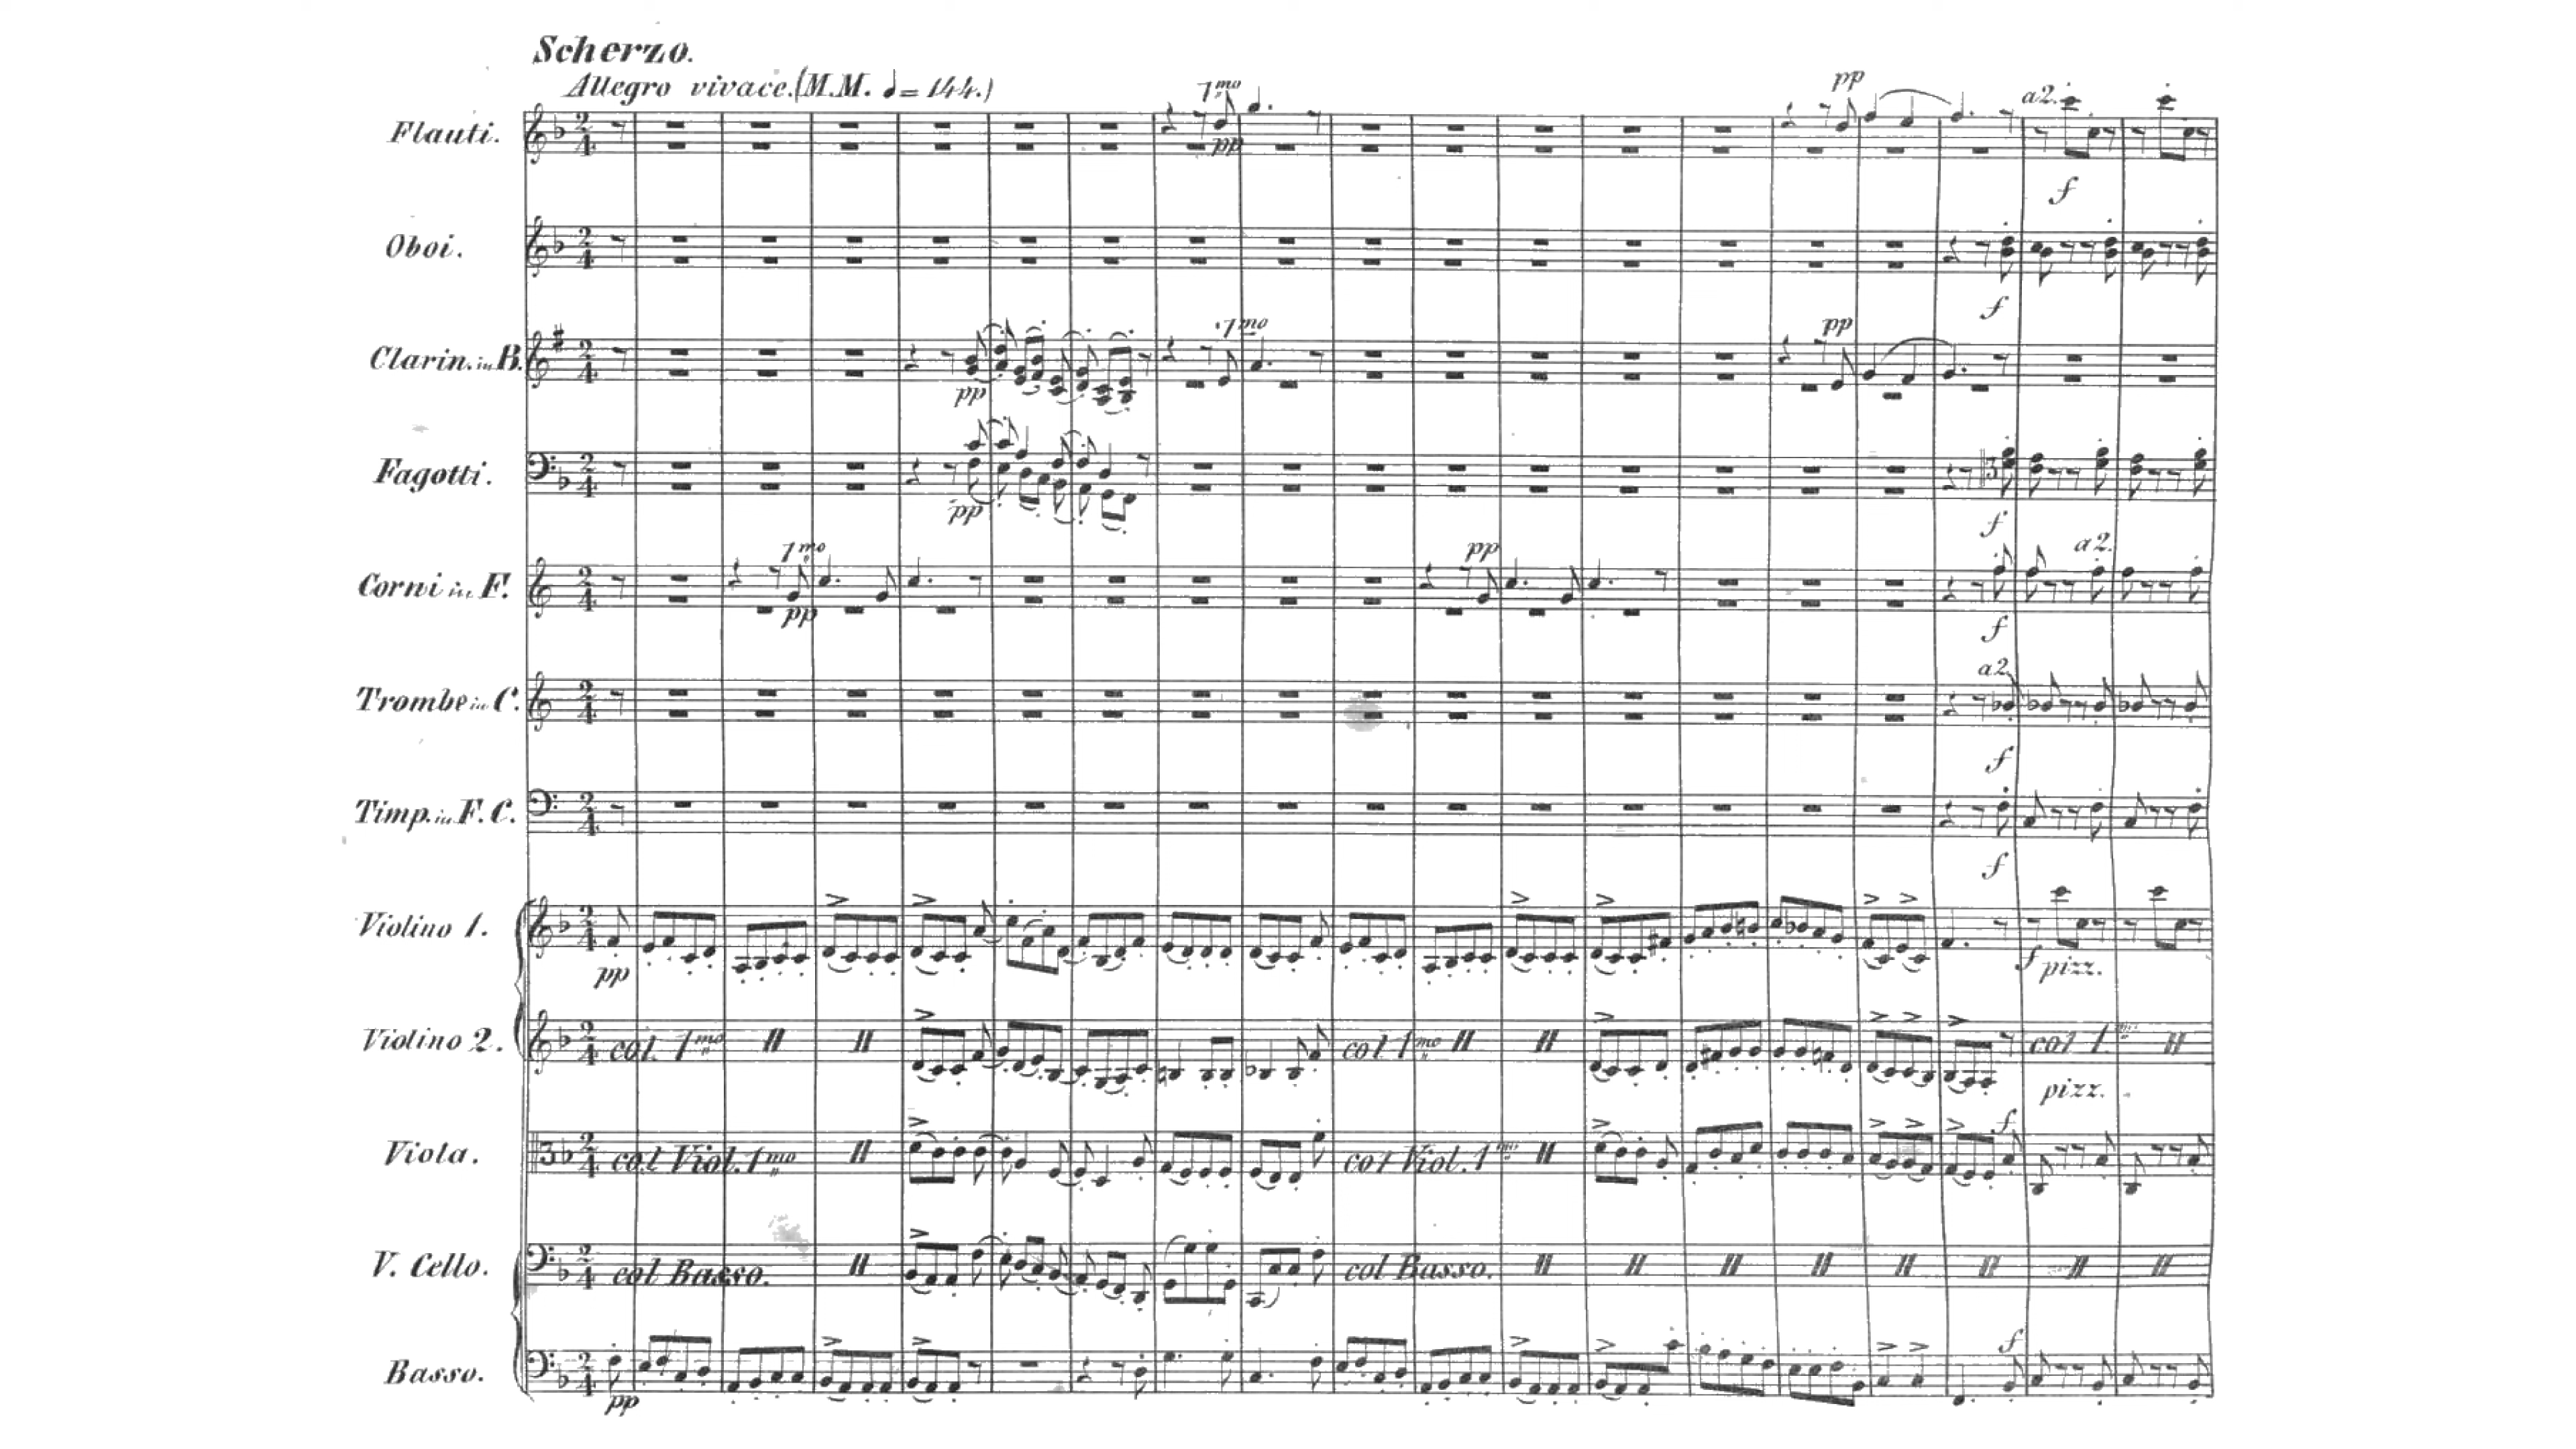 Scherzo.
Allegro vivace. (M.M. ♩= 144.)
Flauti. 1mo pp pp a2. f
Oboi. f
Clarin. in B. pp 1mo pp
Fagotti. pp f
Corni in F. 1mo pp pp f a2.
Trombe in C. a2. f
Timp. in F. C. f
Violino 1. pp f pizz.
Violino 2. col 1mo col 1mo col 1mo pizz.
Viola. col Viol. 1mo col Viol. 1mo f
V. Cello. col Basso. col Basso.
Basso. pp f